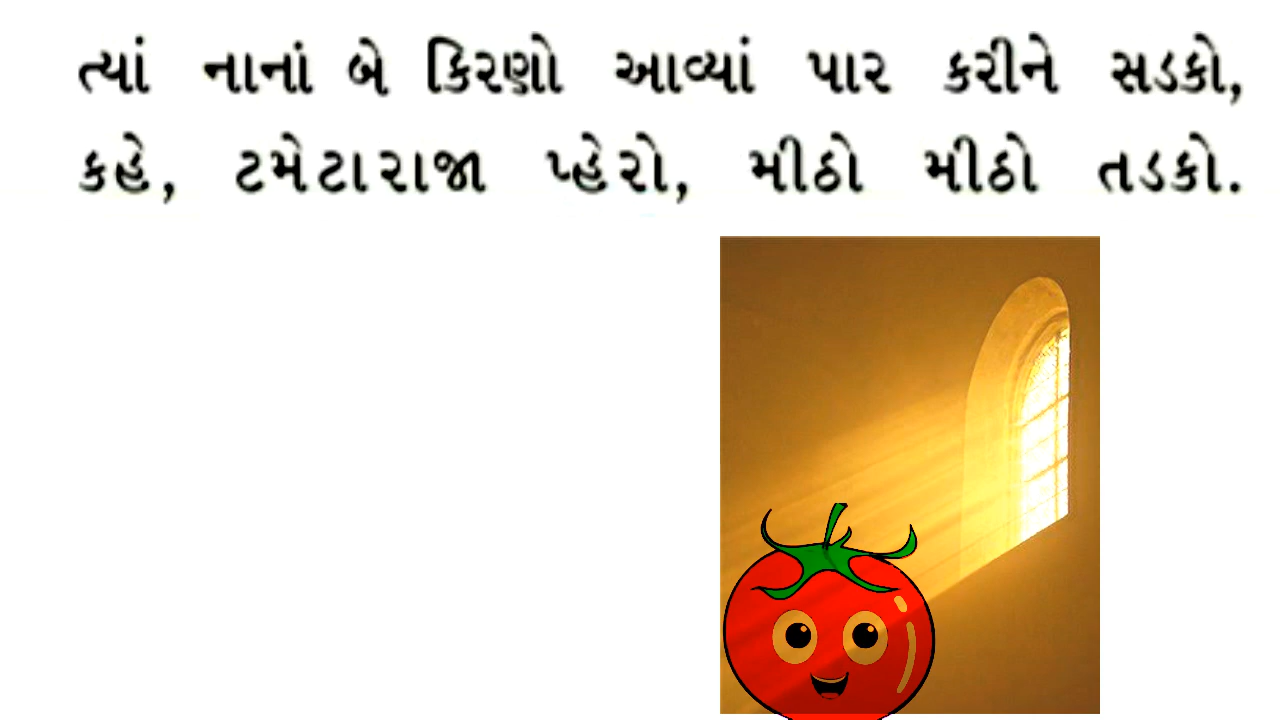 ત્યાં નાનાં બે કિરણો આવ્યાં પાર કરીને સડકો,
કહે, ટમેટારાજા પ્હેરો, મીઠો મીઠો તડકો.